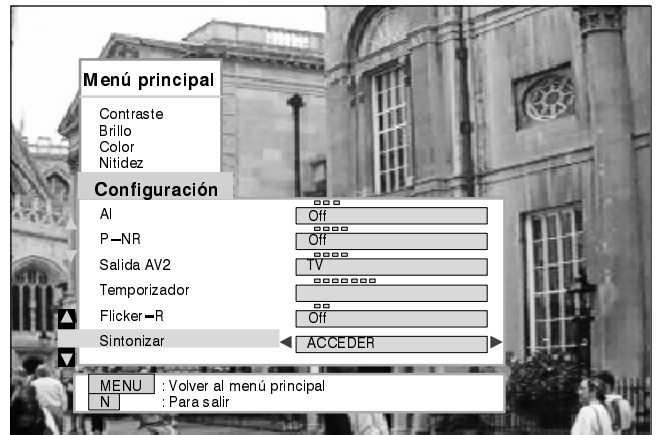 Menú principal
Contraste
Brillo
Color
Nitidez
Configuración
AI Off
P-NR Off
Salida AV2 TV
Temporizador
Flicker-R Off
Sintonizar ACCEDER
MENU : Volver al menú principal
N : Para salir